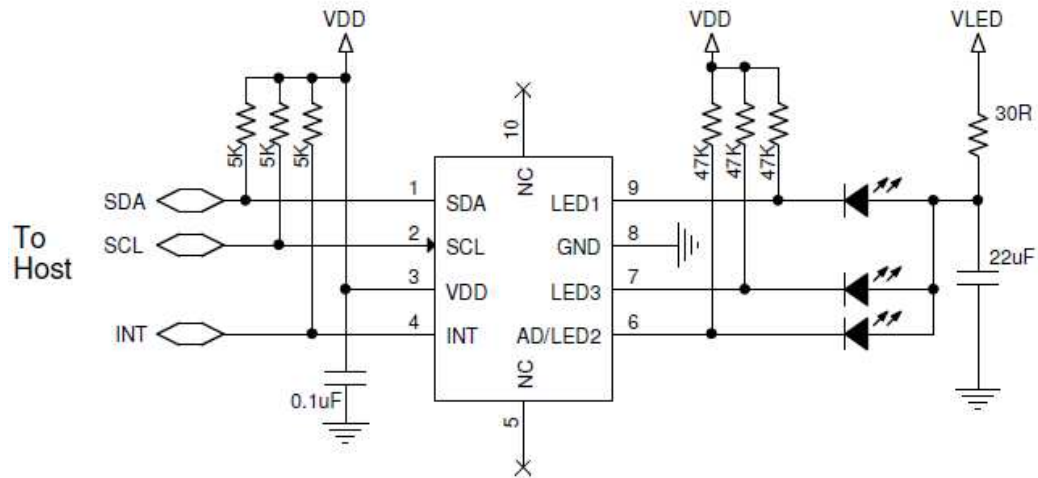 VDD
VDD
VLED
5K
5K
5K
10
47K
47K
47K
30R
NC
To
Host
SDA
1
SDA
LED1
9
SCL
2
SCL
GND
8
22uF
3
VDD
LED3
7
INT
4
INT
AD/LED2
6
NC
0.1uF
5